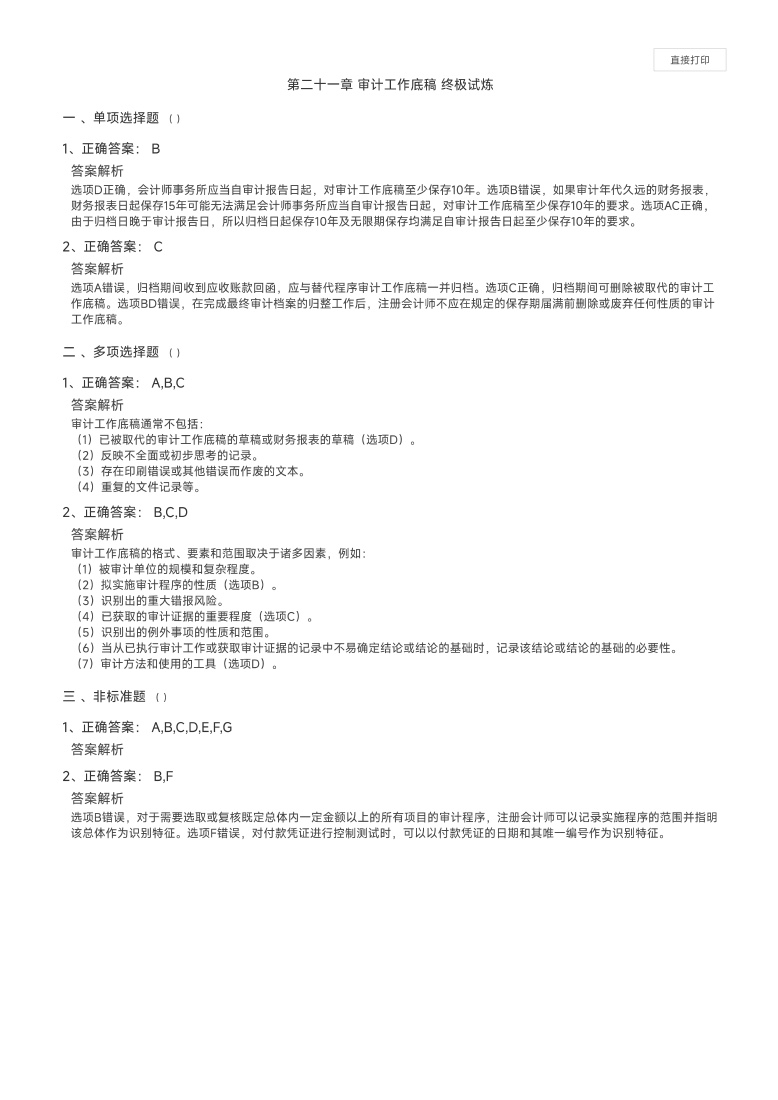 直接打印
第二十一章 审计工作底稿 终极试炼
一 、单项选择题 （ ）
1、正确答案： B
答案解析
选项D正确，会计师事务所应当自审计报告日起，对审计工作底稿至少保存10年。选项B错误，如果审计年代久远的财务报表，
财务报表日起保存15年可能无法满足会计师事务所应当自审计报告日起，对审计工作底稿至少保存10年的要求。选项AC正确，
由于归档日晚于审计报告日，所以归档日起保存10年及无限期保存均满足自审计报告日起至少保存10年的要求。
2、正确答案： C
答案解析
选项A错误，归档期间收到应收账款回函，应与替代程序审计工作底稿一并归档。选项C正确，归档期间可删除被取代的审计工
作底稿。选项BD错误，在完成最终审计档案的归整工作后，注册会计师不应在规定的保存期届满前删除或废弃任何性质的审计
工作底稿。
二 、多项选择题 （ ）
1、正确答案： A,B,C
答案解析
审计工作底稿通常不包括：
（1）已被取代的审计工作底稿的草稿或财务报表的草稿（选项D）。
（2）反映不全面或初步思考的记录。
（3）存在印刷错误或其他错误而作废的文本。
（4）重复的文件记录等。
2、正确答案： B,C,D
答案解析
审计工作底稿的格式、要素和范围取决于诸多因素，例如：
（1）被审计单位的规模和复杂程度。
（2）拟实施审计程序的性质（选项B）。
（3）识别出的重大错报风险。
（4）已获取的审计证据的重要程度（选项C）。
（5）识别出的例外事项的性质和范围。
（6）当从已执行审计工作或获取审计证据的记录中不易确定结论或结论的基础时，记录该结论或结论的基础的必要性。
（7）审计方法和使用的工具（选项D）。
三 、非标准题 （ ）
1、正确答案： A,B,C,D,E,F,G
答案解析
2、正确答案： B,F
答案解析
选项B错误，对于需要选取或复核既定总体内一定金额以上的所有项目的审计程序，注册会计师可以记录实施程序的范围并指明
该总体作为识别特征。选项F错误，对付款凭证进行控制测试时，可以以付款凭证的日期和其唯一编号作为识别特征。